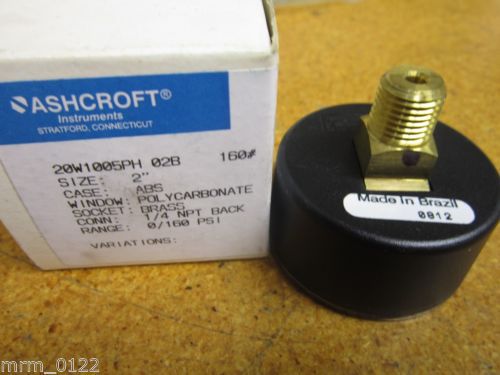 ASHCROFT®
Instruments
STRATFORD, CONNECTICUT
20W1005PH 02B 160#
SIZE: 2"
CASE: ABS
WINDOW: POLYCARBONATE
SOCKET: BRASS
CONN: 1/4 NPT BACK
RANGE: 0/160 PSI
VARIATIONS:
Made In Brazil
0912
mrm_0122